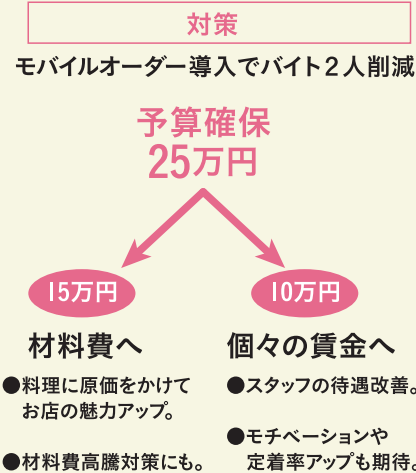 対策
モバイルオーダー導入でバイト2人削減
予算確保
25万円
15万円
10万円
材料費へ
●料理に原価をかけて
お店の魅力アップ。
●材料費高騰対策にも。
個々の賃金へ
●スタッフの待遇改善。
●モチベーションや
定着率アップも期待。